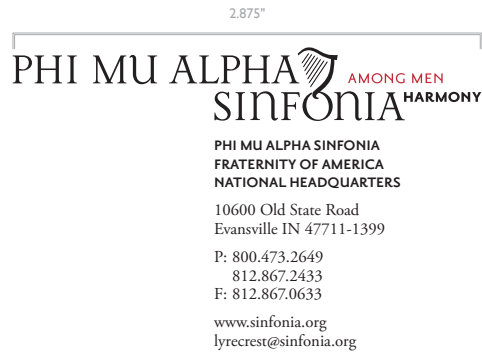 2.875"
PHI MU ALPHA
AMONG MEN
SINFONIA HARMONY
PHI MU ALPHA SINFONIA
FRATERNITY OF AMERICA
NATIONAL HEADQUARTERS
10600 Old State Road
Evansville IN 47711-1399
P: 800.473.2649
812.867.2433
F: 812.867.0633
www.sinfonia.org
lyrecrest@sinfonia.org